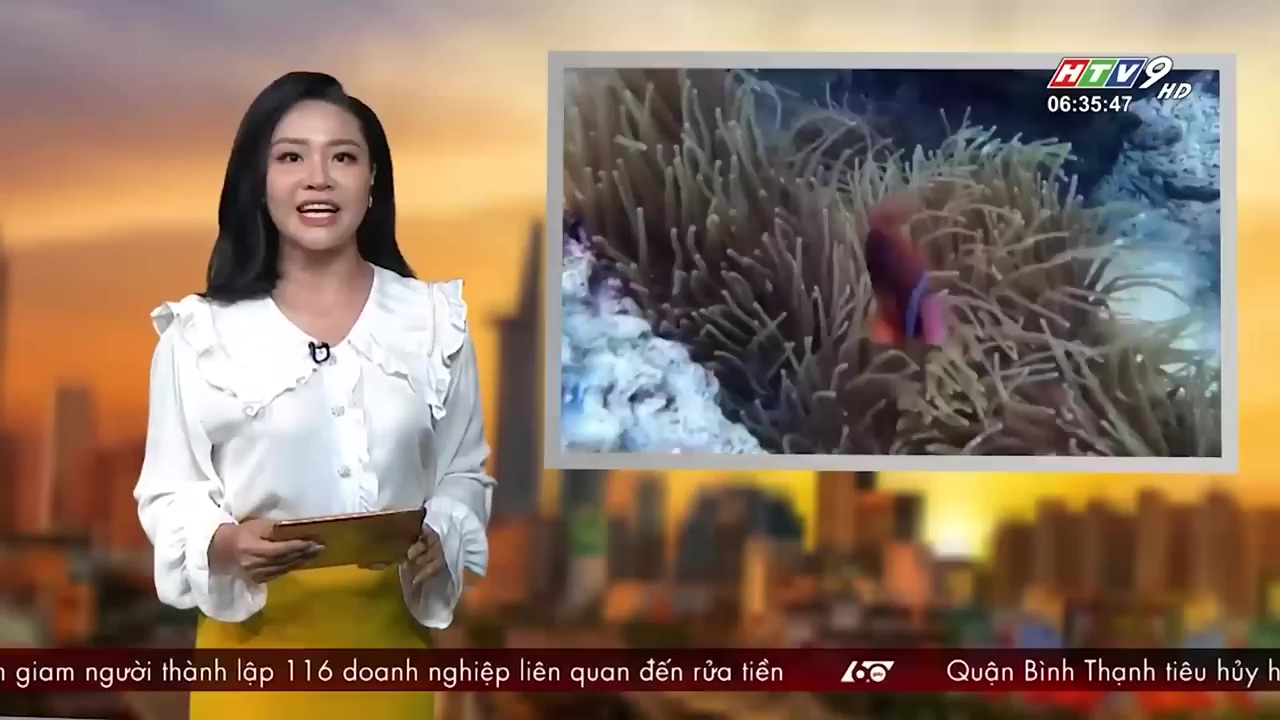 HTV9
HD
06:35:47
giam người thành lập 116 doanh nghiệp liên quan đến rửa tiền
Quận Bình Thạnh tiêu hủy